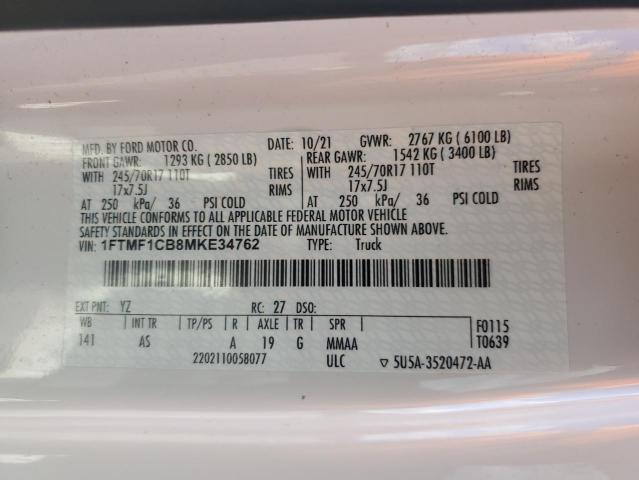 MFD. BY FORD MOTOR CO. DATE: 10/21 GVWR: 2767 KG ( 6100 LB)
FRONT GAWR: 1293 KG ( 2850 LB) REAR GAWR: 1542 KG ( 3400 LB)
WITH 245/70R17 110T TIRES WITH 245/70R17 110T TIRES
17x7.5J RIMS 17x7.5J RIMS
AT 250 kPa/ 36 PSI COLD AT 250 kPa/ 36 PSI COLD
THIS VEHICLE CONFORMS TO ALL APPLICABLE FEDERAL MOTOR VEHICLE
SAFETY STANDARDS IN EFFECT ON THE DATE OF MANUFACTURE SHOWN ABOVE.
VIN: 1FTMF1CB8MKE34762 TYPE: Truck
EXT PNT: YZ RC: 27 DSO:
WB INT TR TP/PS R AXLE TR SPR F0115
141 AS A 19 G MMAA T0639
2202110058077 ULC ▽ 5U5A-3520472-AA